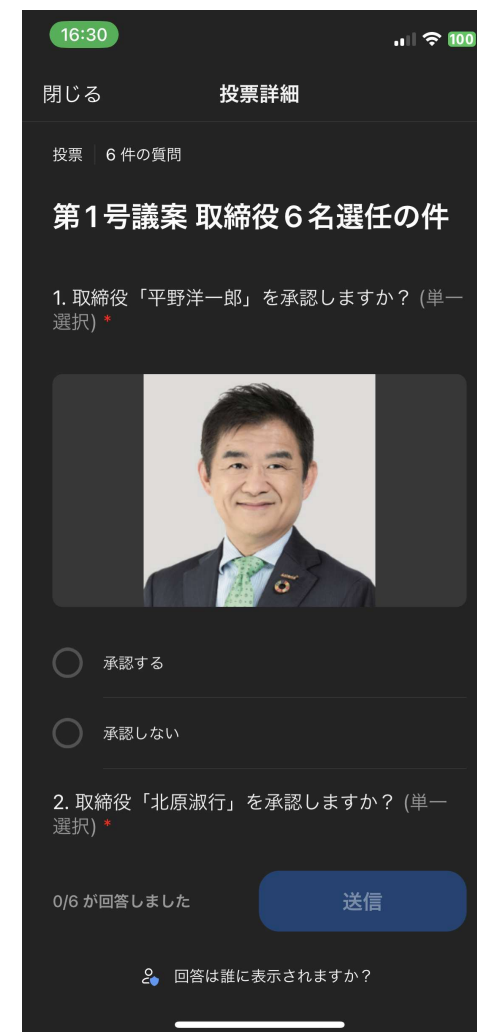 16:30
100
閉じる
投票詳細
投票
6 件の質問
第1号議案 取締役６名選任の件
1. 取締役「平野洋一郎」を承認しますか？ (単一
選択) *
承認する
承認しない
2. 取締役「北原淑行」を承認しますか？ (単一
選択) *
0/6 が回答しました
送信
回答は誰に表示されますか？